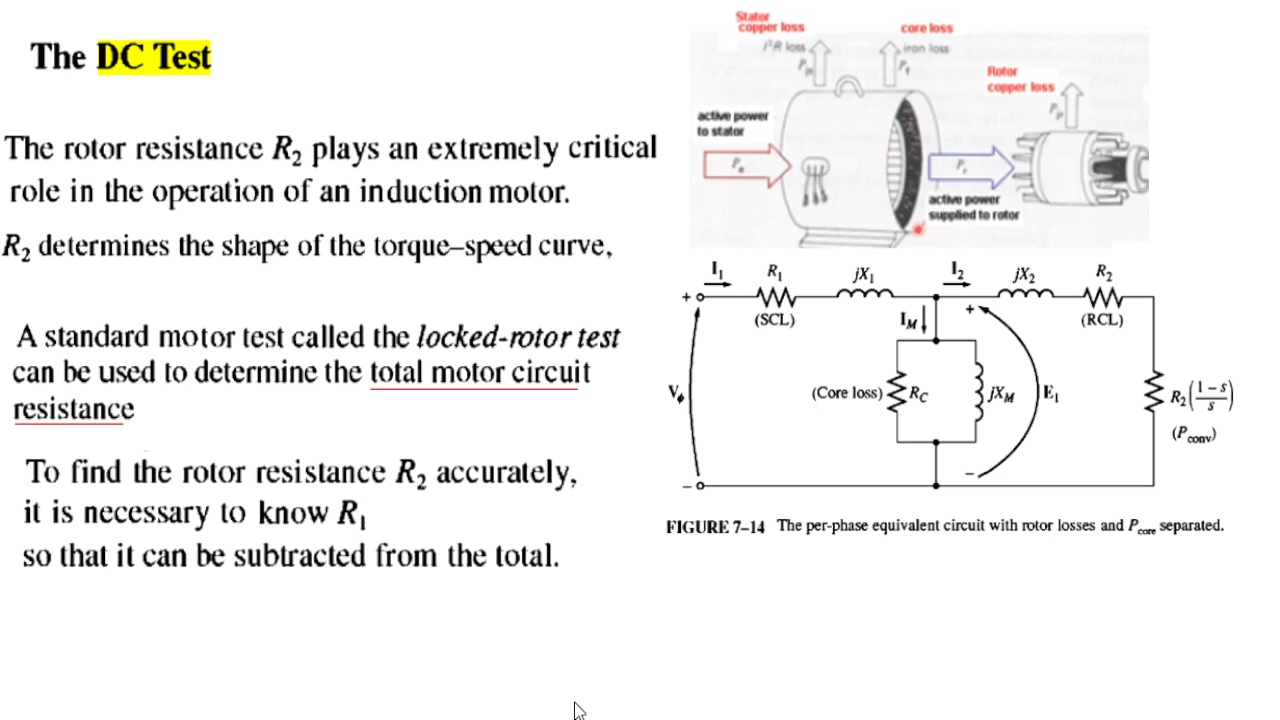 The DC Test
The rotor resistance R₂ plays an extremely critical
role in the operation of an induction motor.
R₂ determines the shape of the torque–speed curve,
A standard motor test called the locked-rotor test
can be used to determine the total motor circuit
resistance
To find the rotor resistance R₂ accurately,
it is necessary to know R₁
so that it can be subtracted from the total.
Stator
copper loss
I²R loss
core loss
iron loss
Rotor
copper loss
active power
to stator
active power
supplied to rotor
I₁
R₁
(SCL)
jX₁
I₂
jX₂
R₂
(RCL)
+
+
I_M
V_ϕ
(Core loss)
R_C
jX_M
E₁
R₂((1 – s)/s)
(P_conv)
–
–
FIGURE 7–14 The per-phase equivalent circuit with rotor losses and P_core separated.